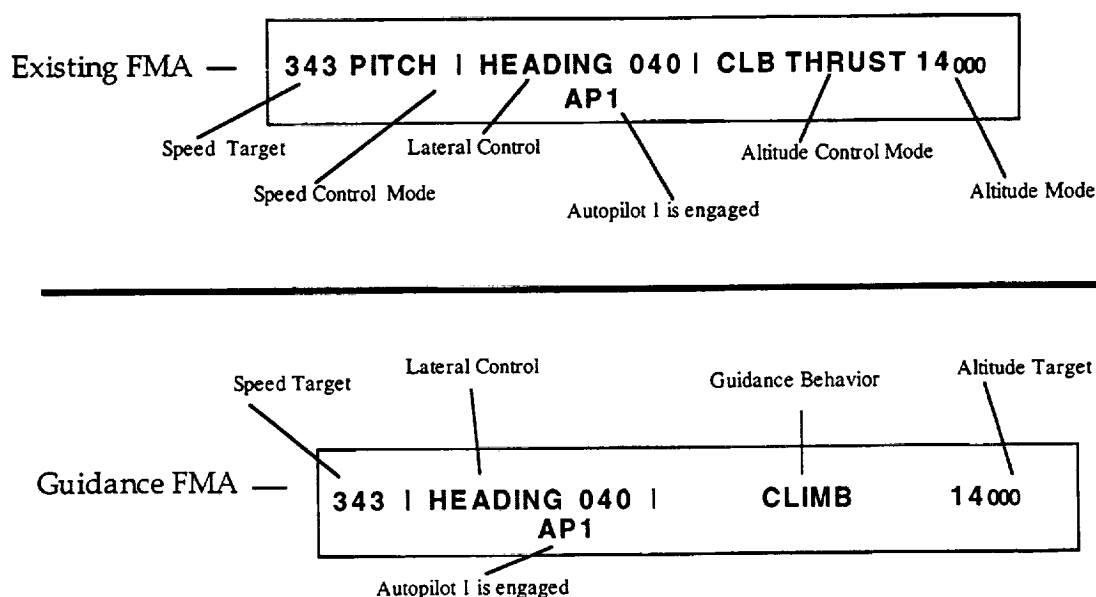 Existing FMA — 343 PITCH | HEADING 040 | CLB THRUST 14000
AP1
Speed Target
Lateral Control
Altitude Control Mode
Speed Control Mode
Altitude Mode
Autopilot 1 is engaged
Speed Target
Lateral Control
Guidance Behavior
Altitude Target
Guidance FMA — 343 | HEADING 040 | CLIMB 14000
AP1
Autopilot 1 is engaged